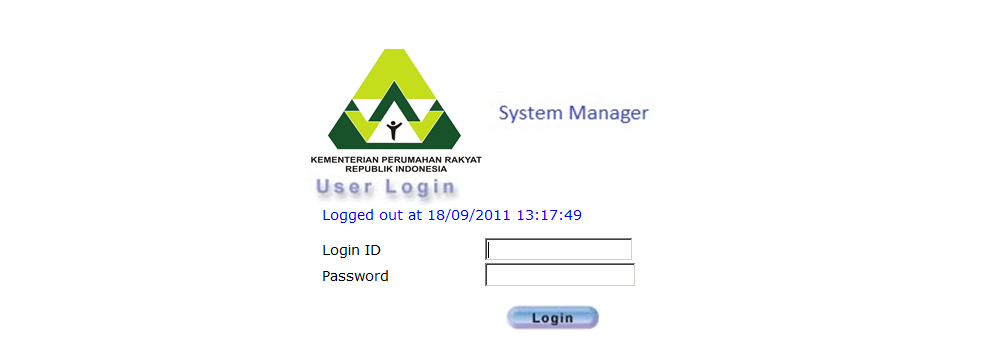 System Manager
KEMENTERIAN PERUMAHAN RAKYAT
REPUBLIK INDONESIA
User Login
Logged out at 18/09/2011 13:17:49
Login ID
Password
Login